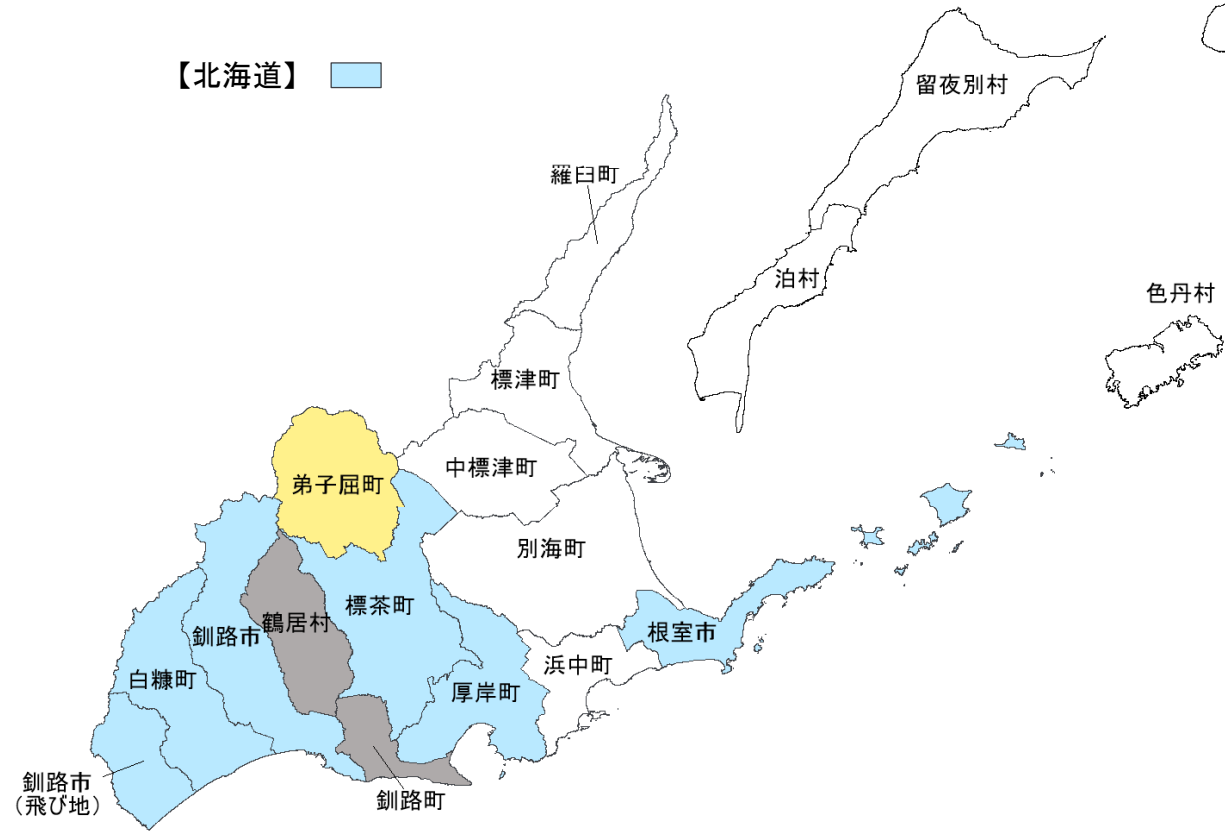 【北海道】
留夜別村
羅臼町
泊村
色丹村
標津町
中標津町
弟子屈町
別海町
標茶町
鶴居村
釧路市
根室市
浜中町
白糠町
厚岸町
釧路市
（飛び地）
釧路町